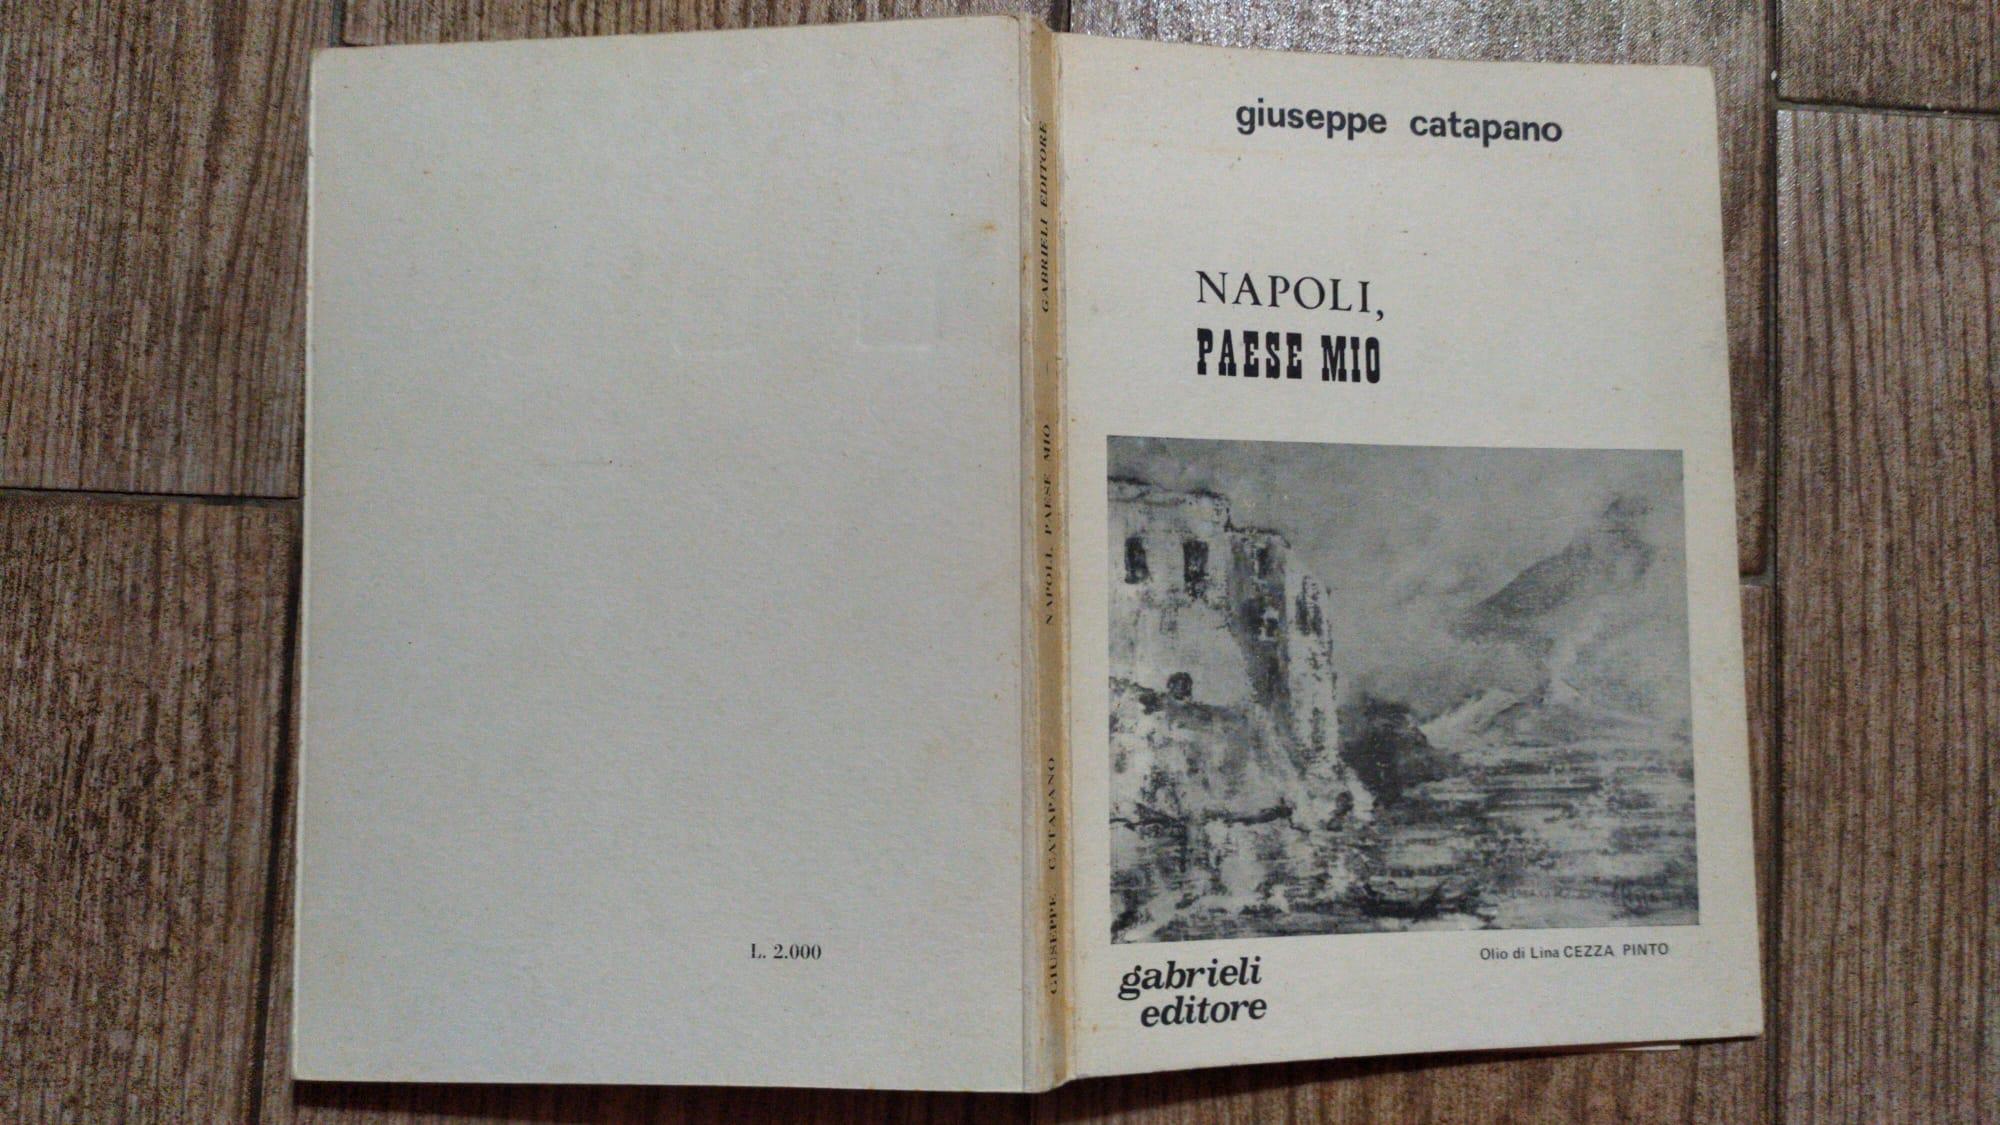 giuseppe catapano
NAPOLI,
PAESE MIO
Olio di Lina CEZZA PINTO
gabrieli
editore
GIUSEPPE CATAPANO NAPOLI, PAESE MIO – GABRIELI EDITORE
L. 2.000